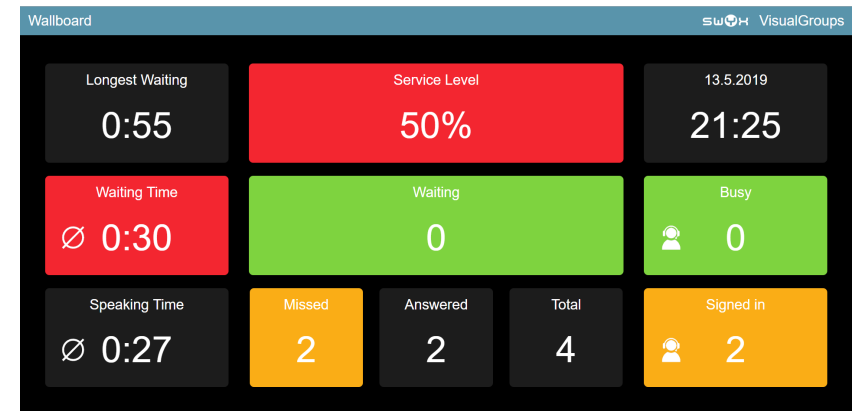 Wallboard
swyx VisualGroups
Longest Waiting
0:55
Service Level
50%
13.5.2019
21:25
Waiting Time
Ø 0:30
Waiting
0
Busy
0
Speaking Time
Ø 0:27
Missed
2
Answered
2
Total
4
Signed in
2